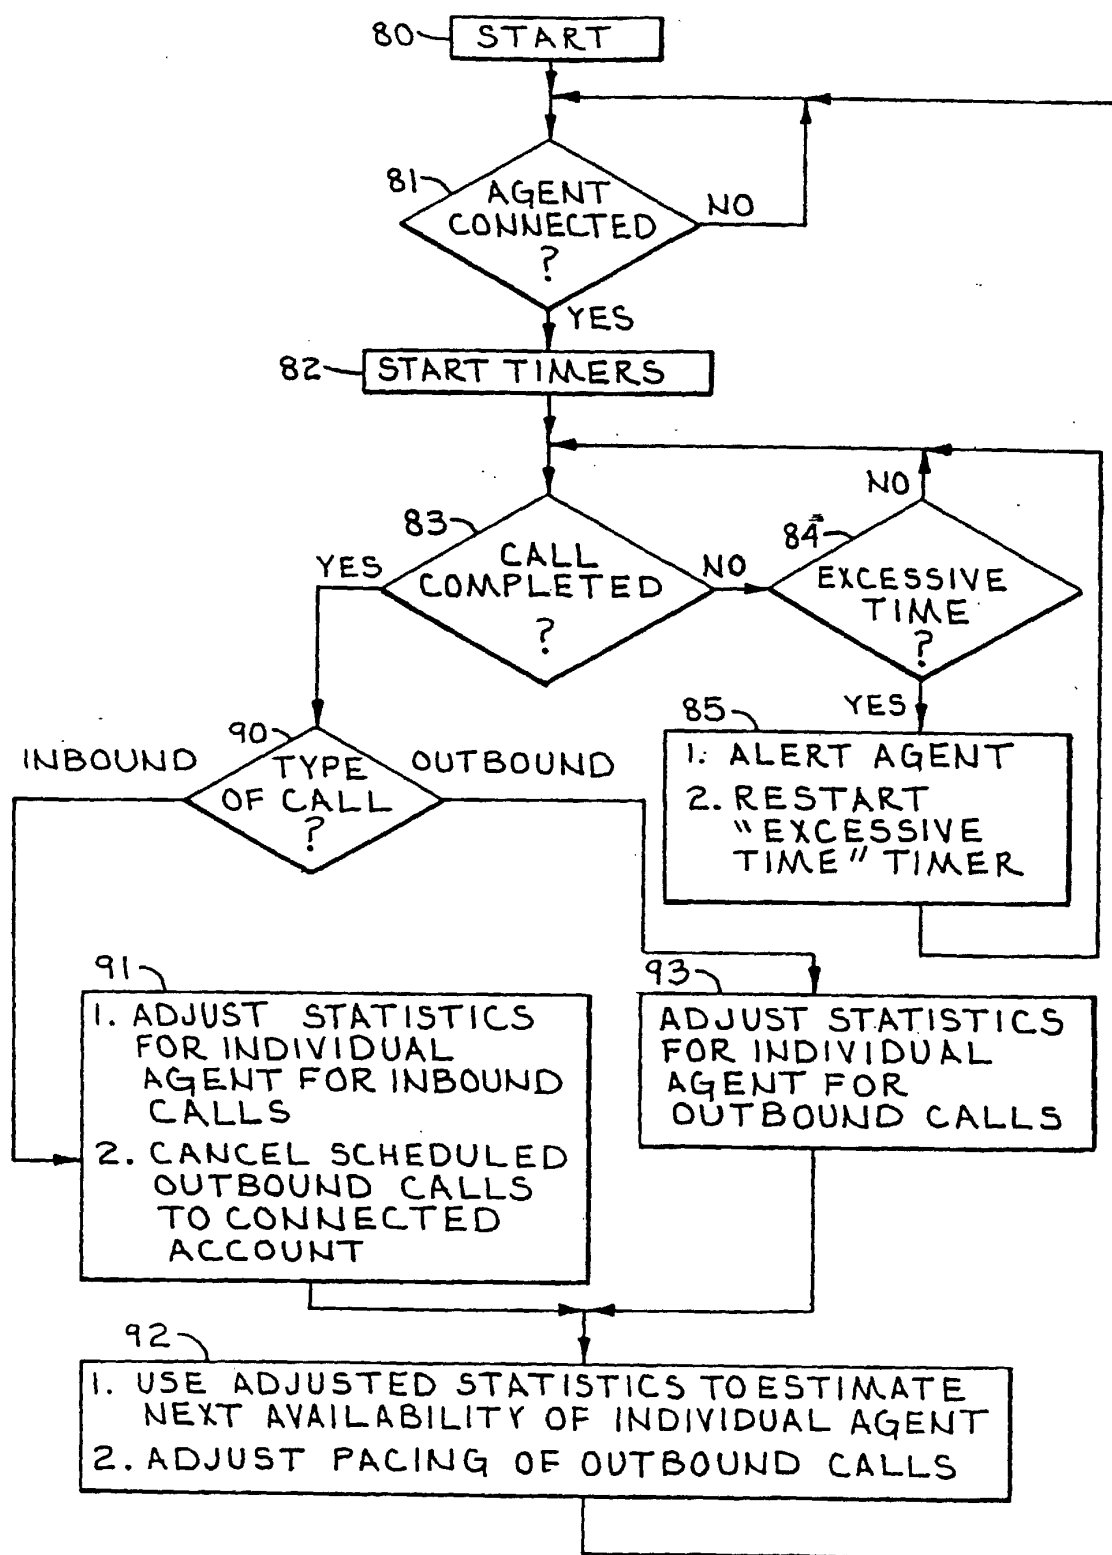 80
START
81
AGENT
CONNECTED
?
NO
YES
82
START TIMERS
83
CALL
COMPLETED
?
YES
NO
84
EXCESSIVE
TIME
?
NO
YES
85
1. ALERT AGENT
2. RESTART
"EXCESSIVE
TIME" TIMER
90
TYPE
OF CALL
?
INBOUND
OUTBOUND
91
1. ADJUST STATISTICS
FOR INDIVIDUAL
AGENT FOR INBOUND
CALLS
2. CANCEL SCHEDULED
OUTBOUND CALLS
TO CONNECTED
ACCOUNT
93
ADJUST STATISTICS
FOR INDIVIDUAL
AGENT FOR
OUTBOUND CALLS
92
1. USE ADJUSTED STATISTICS TO ESTIMATE
NEXT AVAILABILITY OF INDIVIDUAL AGENT
2. ADJUST PACING OF OUTBOUND CALLS